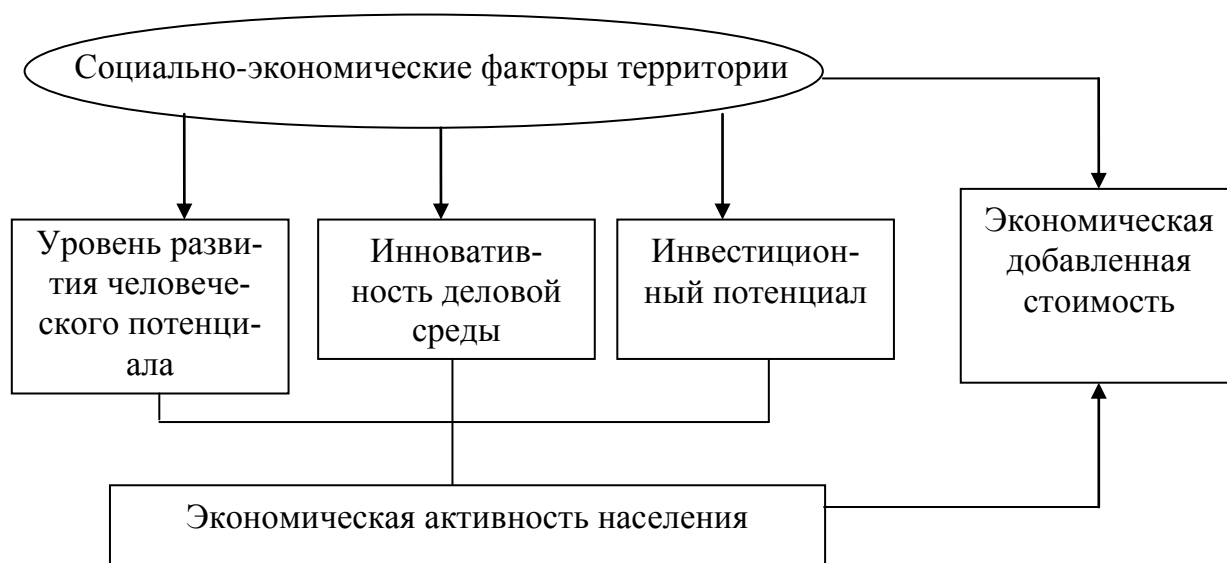 Социально-экономические факторы территории
Уровень разви-
тия человече-
ского потенци-
ала
Инноватив-
ность деловой
среды
Инвестицион-
ный потенциал
Экономическая
добавленная
стоимость
Экономическая активность населения